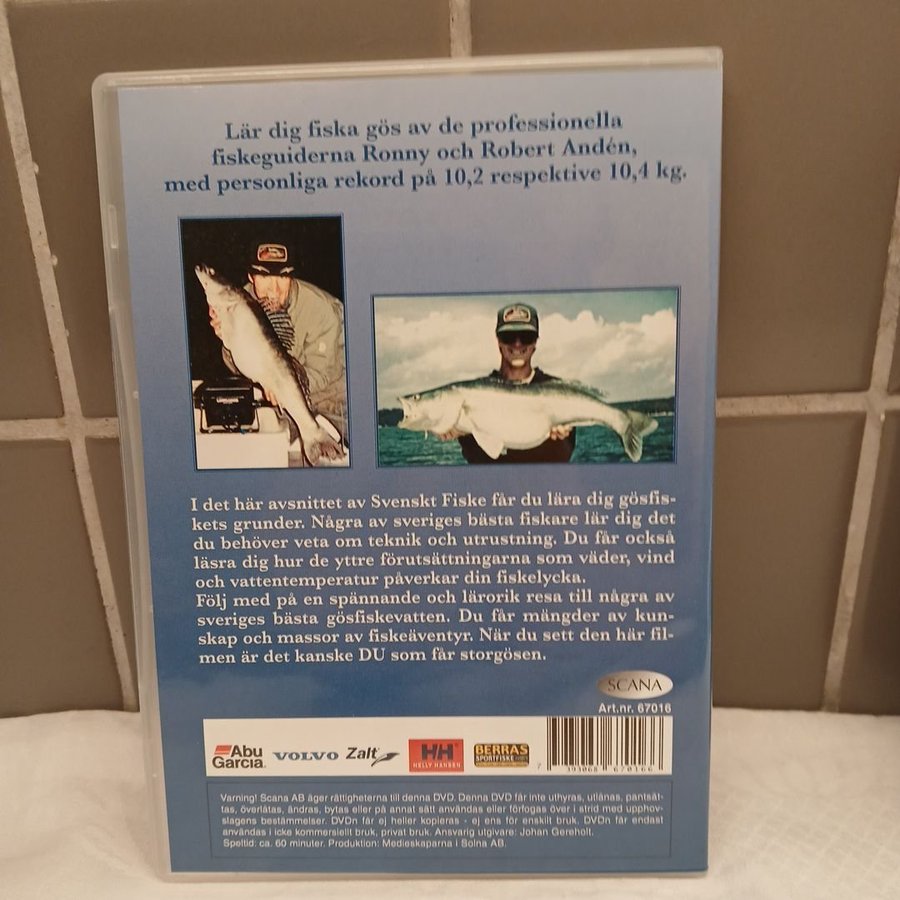 Lär dig fiska gös av de professionella
fiskeguiderna Ronny och Robert Andén,
med personliga rekord på 10,2 respektive 10,4 kg.
I det här avsnittet av Svenskt Fiske får du lära dig gösfis-
kets grunder. Några av sveriges bästa fiskare lär dig det
du behöver veta om teknik och utrustning. Du får också
läsra dig hur de yttre förutsättningarna som väder, vind
och vattentemperatur påverkar din fiskelycka.
Följ med på en spännande och lärorik resa till några av
sveriges bästa gösfiskevatten. Du får mängder av kun-
skap och massor av fiskeäventyr. När du sett den här fil-
men är det kanske DU som får storgösen.
SCANA
Art.nr. 67016
Abu
Garcia
VOLVO
Zalt
HH
HELLY HANSEN
BERRAS
SPORTFISKE.COM
7 393068 670166
Varning! Scana AB äger rättigheterna till denna DVD. Denna DVD får inte uthyras, utlånas, pantsät-
tas, överlåtas, ändras, bytas eller på annat sätt användas eller förfogas över i strid med upphov-
slagens bestämmelser. DVDn får ej heller kopieras - ej ens för enskilt bruk. DVDn får endast
användas i icke kommersiellt bruk, privat bruk. Ansvarig utgivare: Johan Gereholt.
Speltid: ca. 60 minuter. Produktion: Medieskaparna i Solna AB.